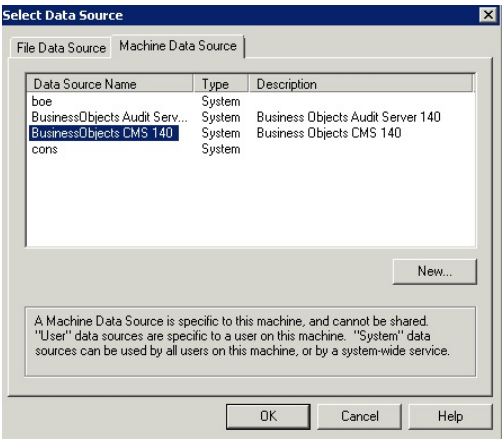 Select Data Source
File Data Source Machine Data Source
Data Source Name Type Description
boe System
BusinessObjects Audit Serv... System Business Objects Audit Server 140
BusinessObjects CMS 140 System Business Objects CMS 140
cons System
New...
A Machine Data Source is specific to this machine, and cannot be shared.
"User" data sources are specific to a user on this machine. "System" data
sources can be used by all users on this machine, or by a system-wide service.
OK Cancel Help